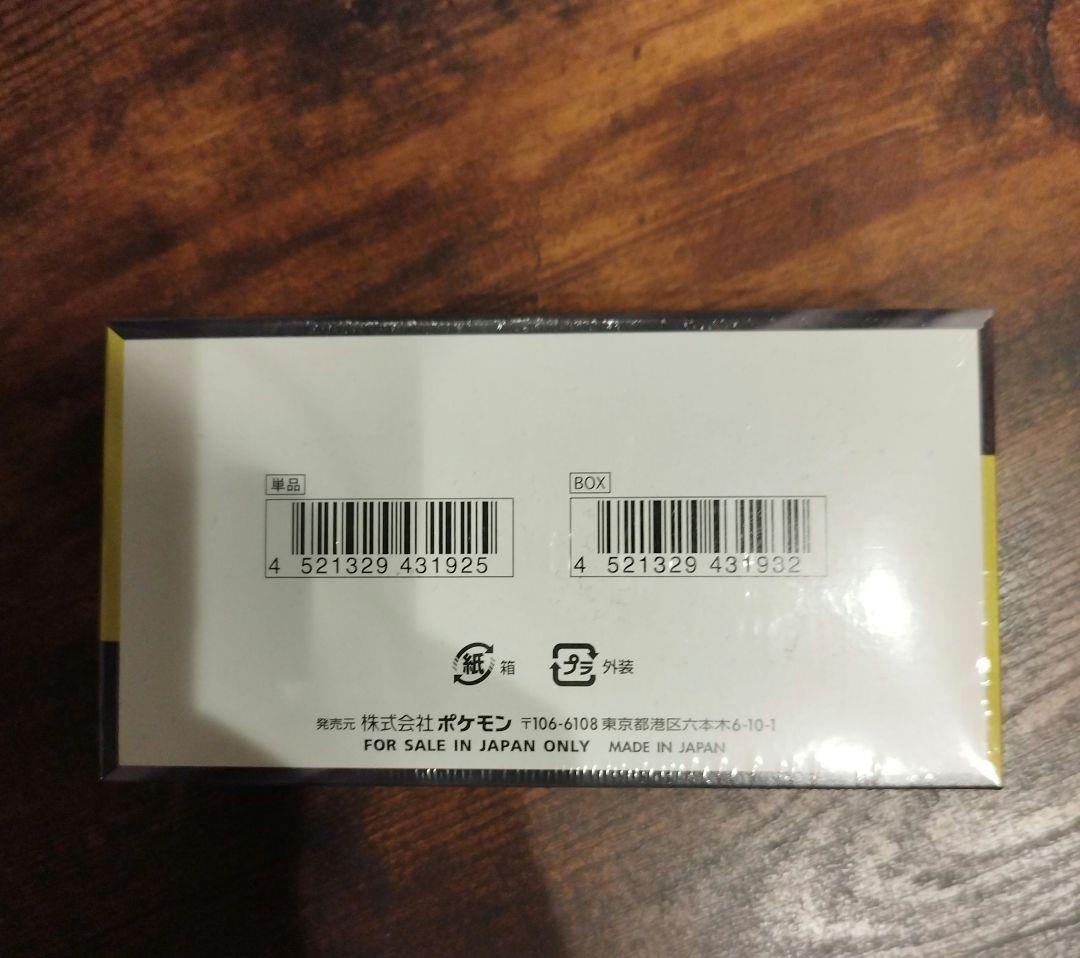 単品
BOX
4 521329 431925
4 521329 431932
紙 箱
プラ 外装
発売元 株式会社 ポケモン 〒106-6108 東京都港区六本木6-10-1
FOR SALE IN JAPAN ONLY MADE IN JAPAN